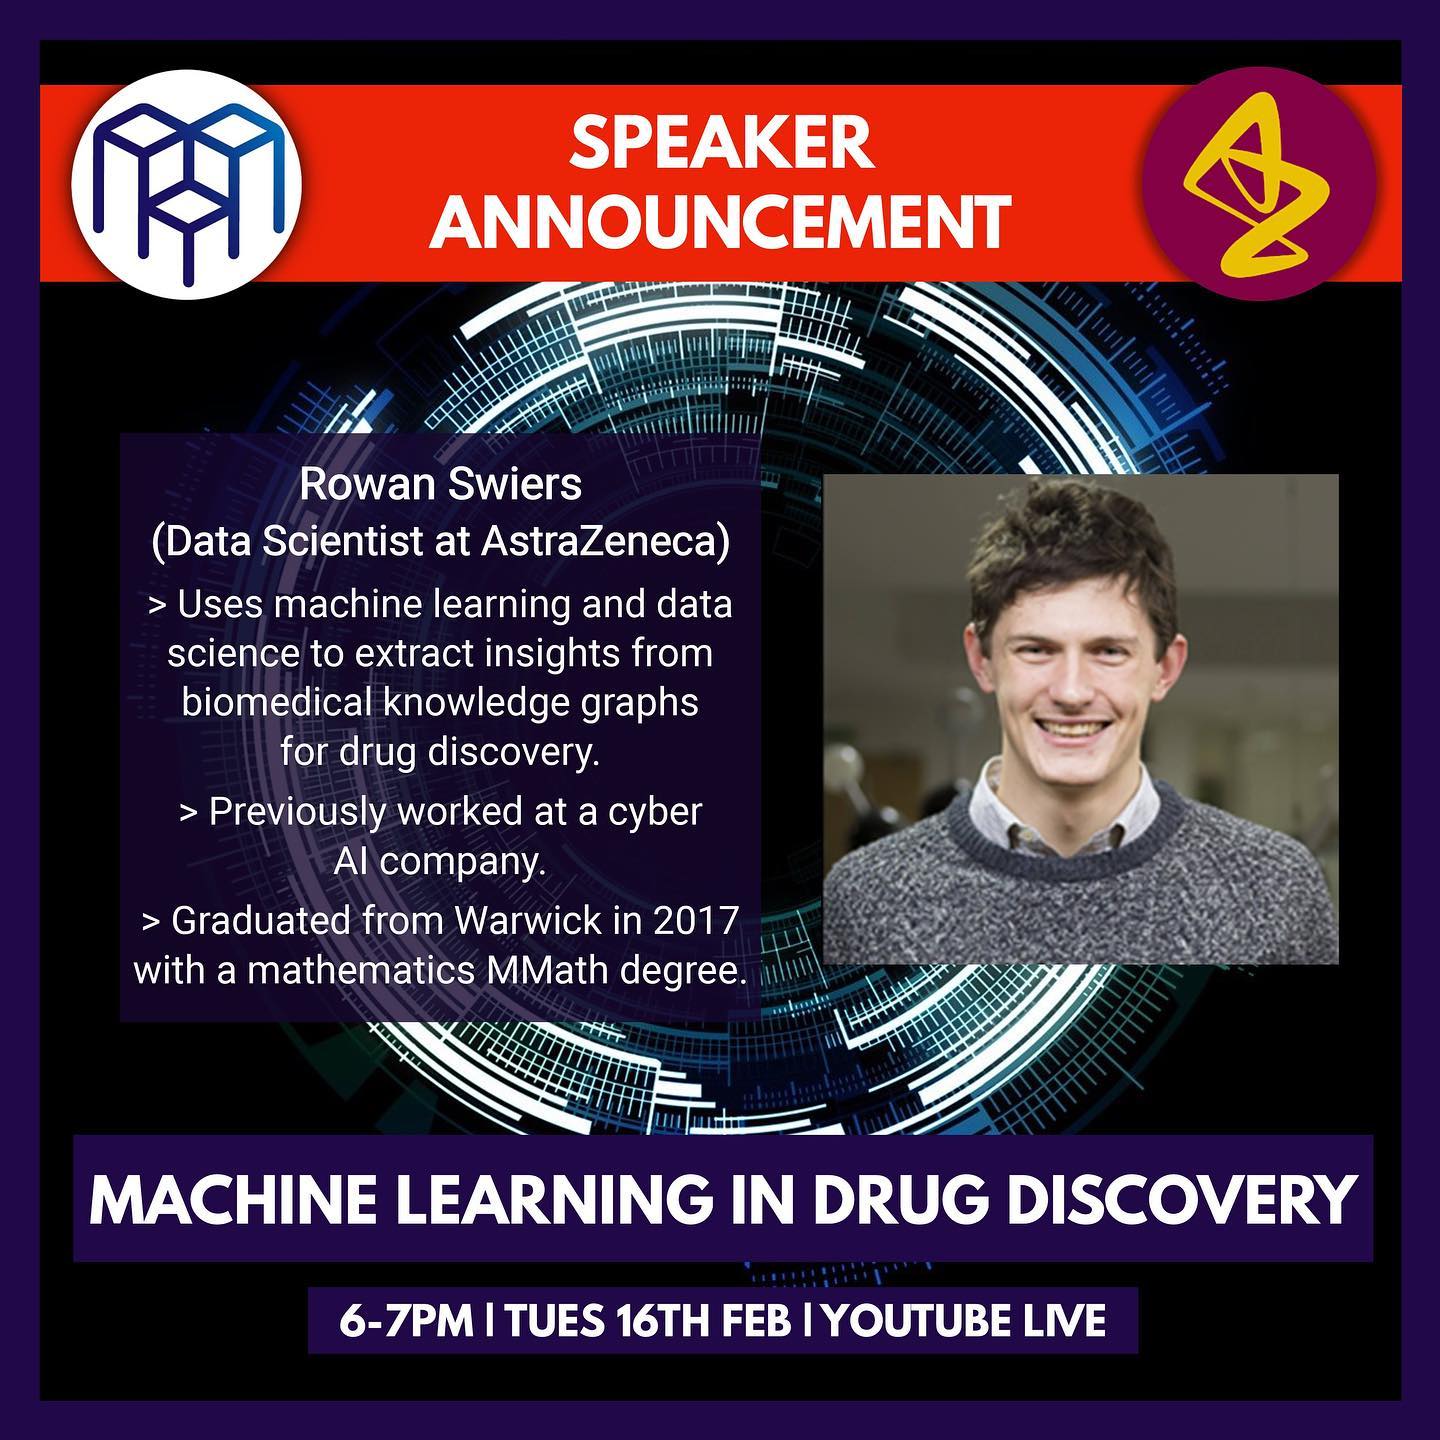 SPEAKER
ANNOUNCEMENT
Rowan Swiers
(Data Scientist at AstraZeneca)
> Uses machine learning and data
science to extract insights from
biomedical knowledge graphs
for drug discovery.
> Previously worked at a cyber
AI company.
> Graduated from Warwick in 2017
with a mathematics MMath degree.
MACHINE LEARNING IN DRUG DISCOVERY
6-7PM | TUES 16TH FEB | YOUTUBE LIVE